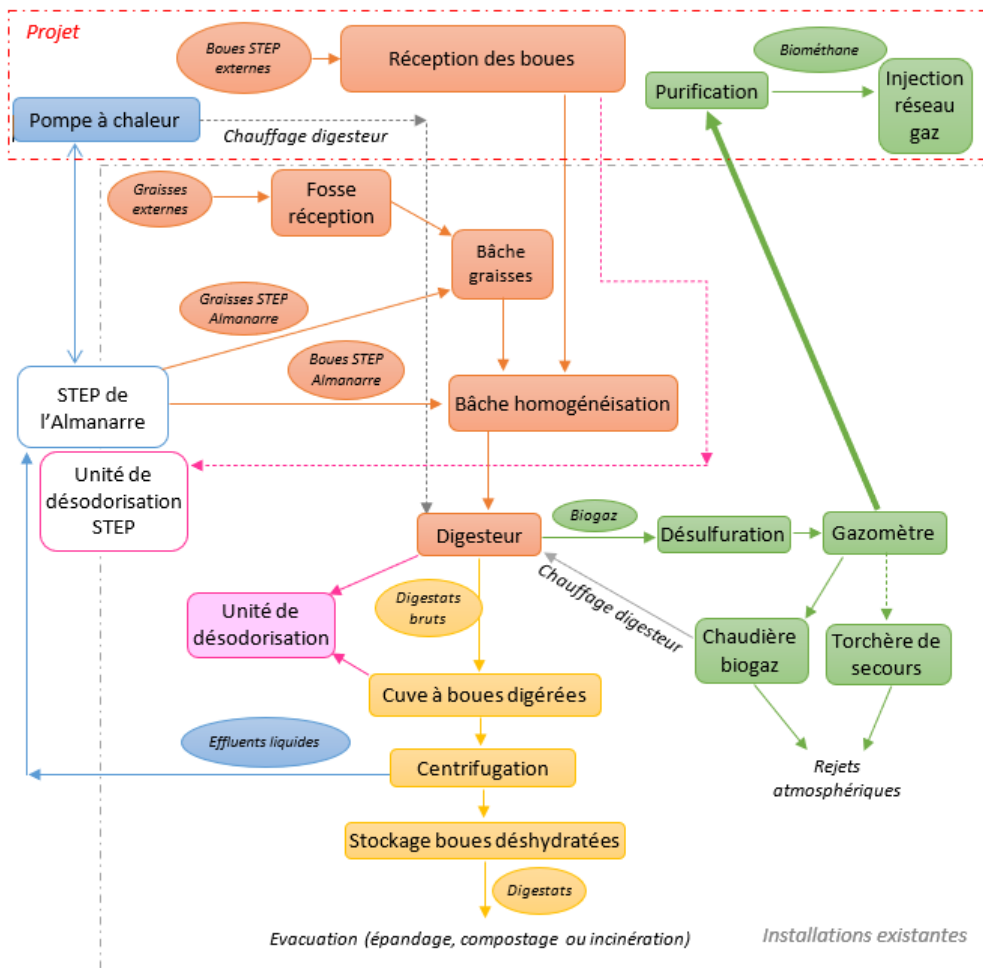 Projet
Boues STEP
externes
Réception des boues
Biométhane
Purification
Injection
réseau
gaz
Pompe à chaleur
Chauffage digesteur
Graisses
externes
Fosse
réception
Bâche
graisses
Graisses STEP
Almanarre
Boues STEP
Almanarre
STEP de
l'Almanarre
Bâche homogénéisation
Unité de
désodorisation
STEP
Biogaz
Digesteur
Désulfuration
Gazomètre
Chauffage digesteur
Digestats
bruts
Unité de
désodorisation
Chaudière
biogaz
Torchère de
secours
Cuve à boues digérées
Effluents liquides
Centrifugation
Rejets
atmosphériques
Stockage boues déshydratées
Digestats
Evacuation (épandage, compostage ou incinération)
Installations existantes